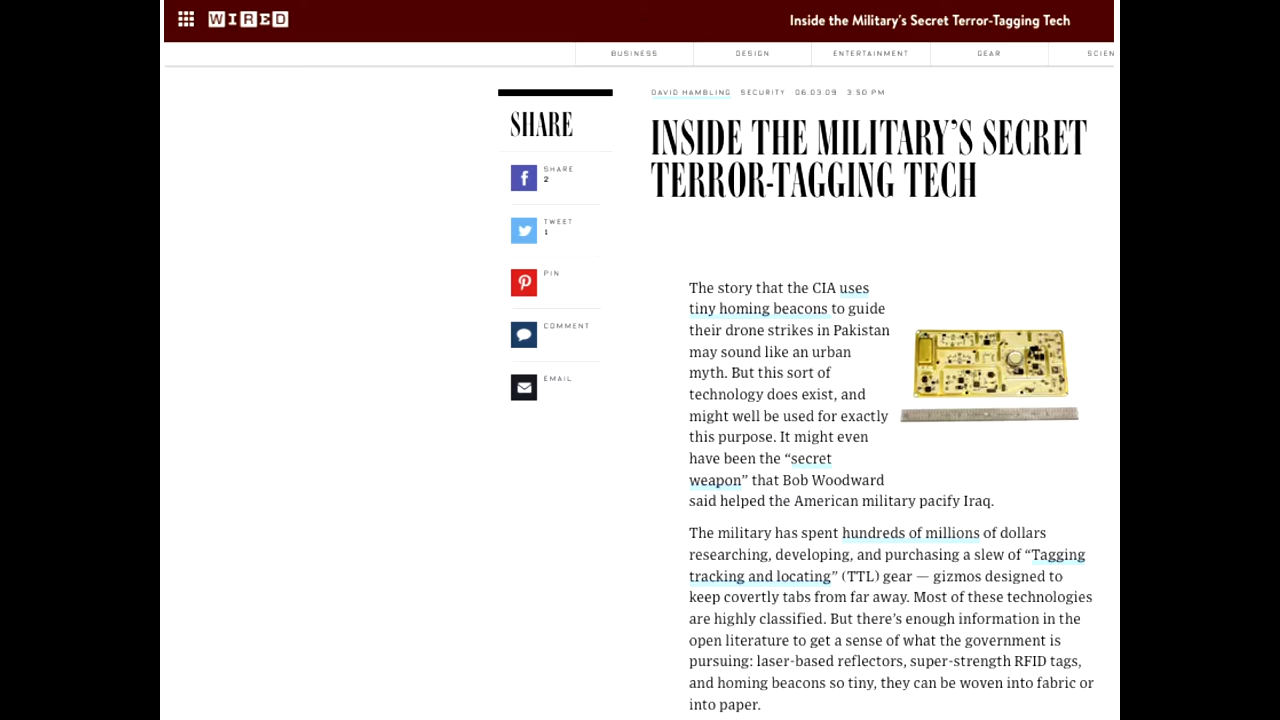 WIRED
Inside the Military's Secret Terror-Tagging Tech
BUSINESS DESIGN ENTERTAINMENT GEAR SCIEN
DAVID HAMBLING SECURITY 06.03.09 3:50 PM
INSIDE THE MILITARY'S SECRET
TERROR-TAGGING TECH
SHARE
SHARE
2
TWEET
1
PIN
COMMENT
EMAIL
The story that the CIA uses
tiny homing beacons to guide
their drone strikes in Pakistan
may sound like an urban
myth. But this sort of
technology does exist, and
might well be used for exactly
this purpose. It might even
have been the “secret
weapon” that Bob Woodward
said helped the American military pacify Iraq.
The military has spent hundreds of millions of dollars
researching, developing, and purchasing a slew of “Tagging
tracking and locating” (TTL) gear — gizmos designed to
keep covertly tabs from far away. Most of these technologies
are highly classified. But there’s enough information in the
open literature to get a sense of what the government is
pursuing: laser-based reflectors, super-strength RFID tags,
and homing beacons so tiny, they can be woven into fabric or
into paper.